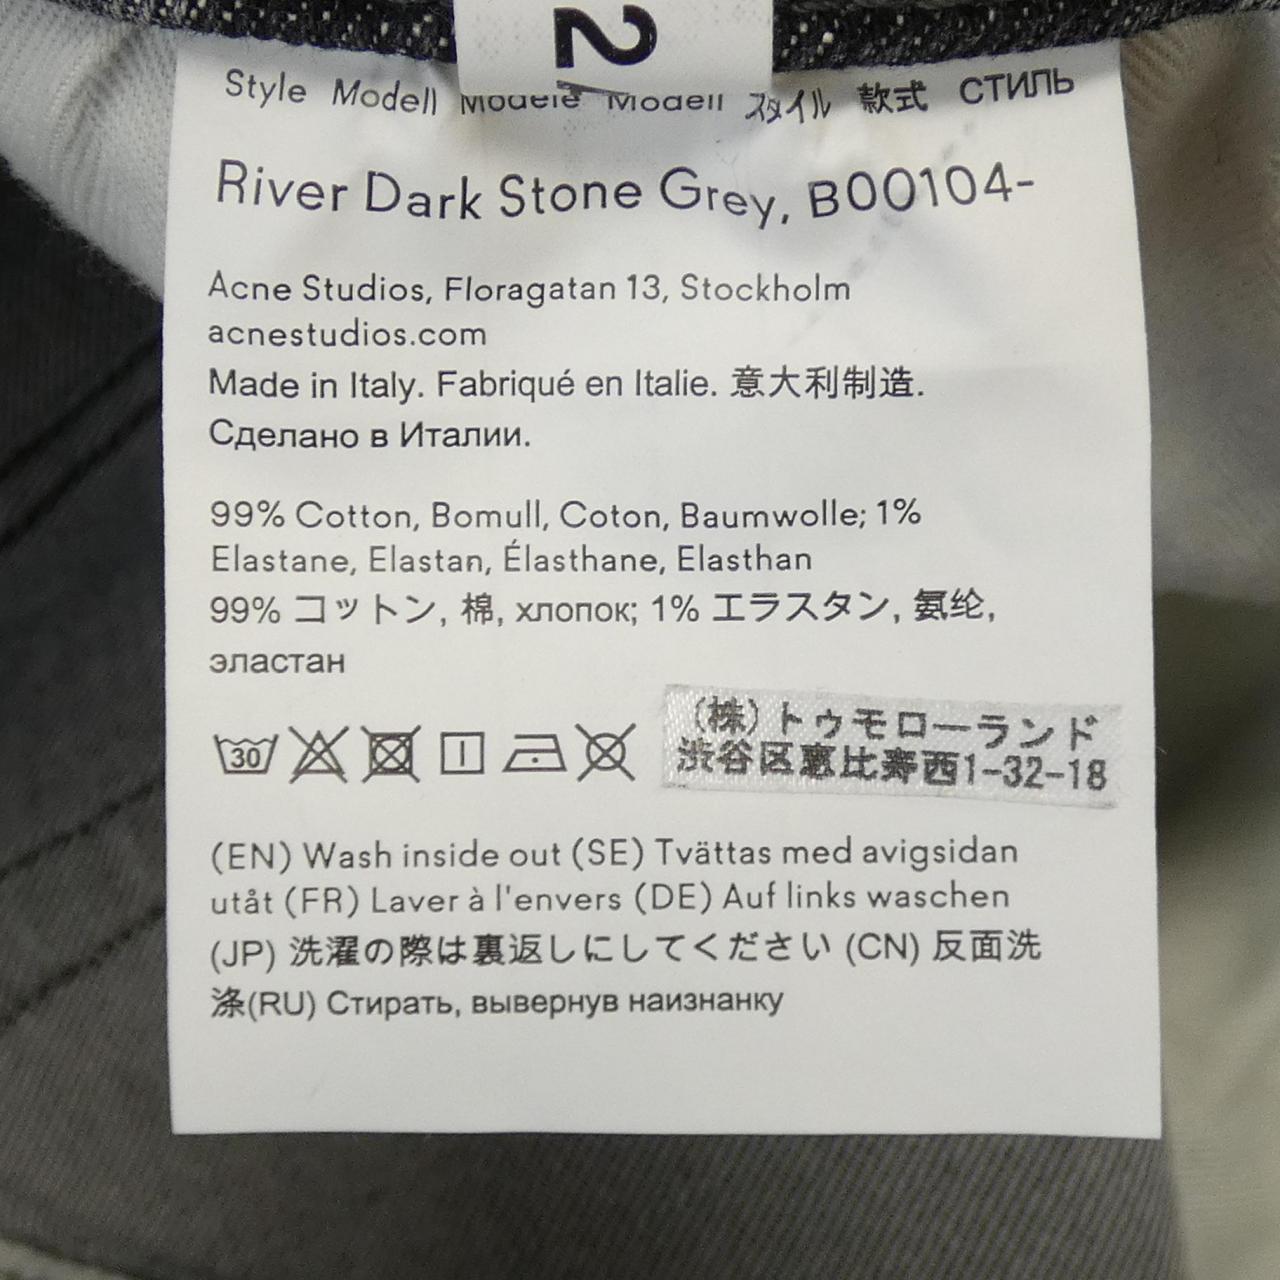 2
Style Modell Modèle Modell スタイル 款式 СТИЛЬ
River Dark Stone Grey, B00104-
Acne Studios, Floragatan 13, Stockholm
acnestudios.com
Made in Italy. Fabriqué en Italie. 意大利制造.
Сделано в Италии.
99% Cotton, Bomull, Coton, Baumwolle; 1%
Elastane, Elastan, Élasthane, Elasthan
99% コットン, 棉, хлопок; 1% エラスタン, 氨纶,
эластан
30
(株)トゥモローランド
渋谷区恵比寿西1-32-18
(EN) Wash inside out (SE) Tvättas med avigsidan
utåt (FR) Laver à l'envers (DE) Auf links waschen
(JP) 洗濯の際は裏返しにしてください (CN) 反面洗
涤(RU) Стирать, вывернув наизнанку